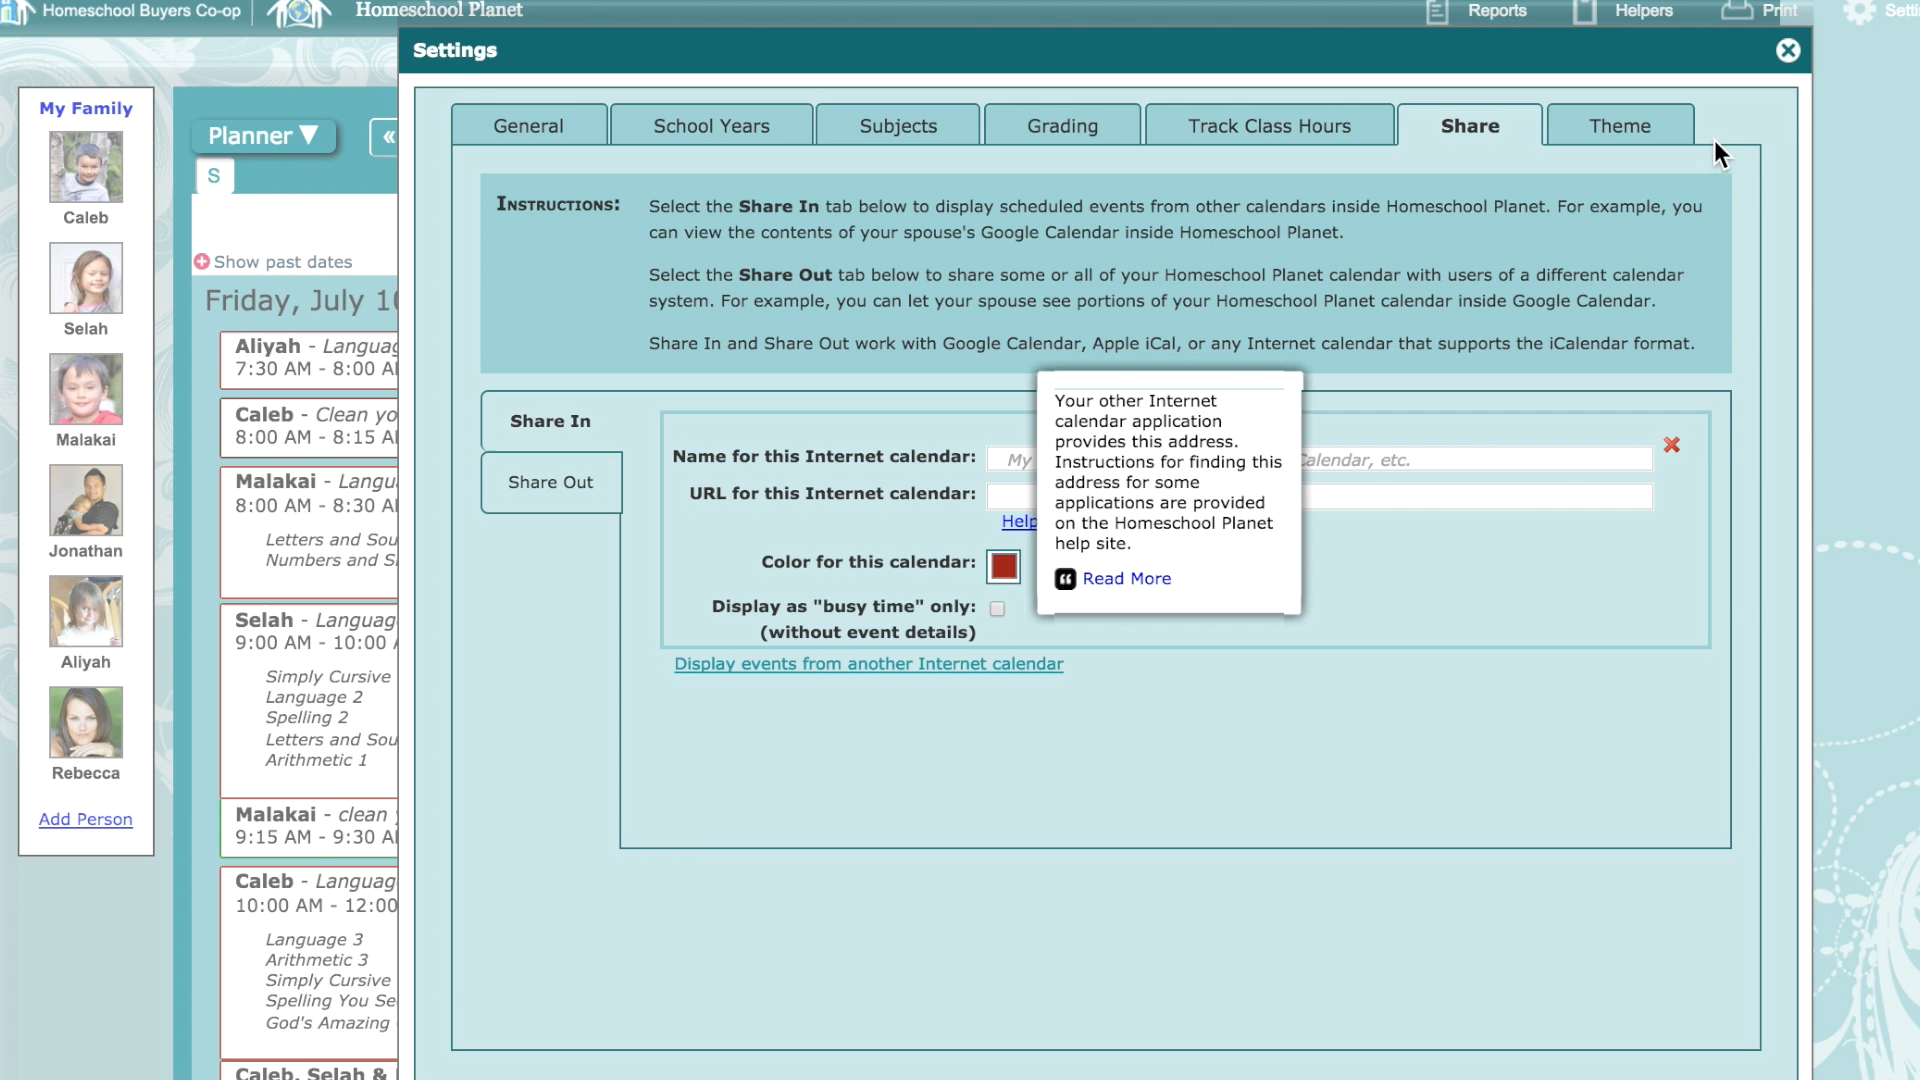 Homeschool Buyers Co-op
Homeschool Planet
Reports
Helpers
Print
Settings
My Family
Caleb
Selah
Malakai
Jonathan
Aliyah
Rebecca
Add Person
Planner ▼
«
S
Show past dates
Friday, July
Aliyah -
7:30 AM - 8:00
Caleb - Clean
8:00 AM - 8:15
Malakai -
8:00 AM - 8:30
Letters and
Numbers and
Selah -
9:00 AM - 10:00
Simply Cursive
Language 2
Spelling 2
Letters and
Arithmetic 1
Malakai - clean
9:15 AM - 9:30
Caleb -
10:00 AM - 12:00
Language 3
Arithmetic 3
Simply Cursive
Spelling You
God's Amazing
Caleb, Selah &
Settings
General
School Years
Subjects
Grading
Track Class Hours
Share
Theme
Instructions:
Select the Share In tab below to display scheduled events from other calendars inside Homeschool Planet. For example, you
can view the contents of your spouse's Google Calendar inside Homeschool Planet.
Select the Share Out tab below to share some or all of your Homeschool Planet calendar with users of a different calendar
system. For example, you can let your spouse see portions of your Homeschool Planet calendar inside Google Calendar.
Share In and Share Out work with Google Calendar, Apple iCal, or any Internet calendar that supports the iCalendar format.
Share In
Share Out
Name for this Internet calendar:
My Calendar, etc.
URL for this Internet calendar:
Help
Color for this calendar:
Display as "busy time" only:
(without event details)
Display events from another Internet calendar
Your other Internet
calendar application
provides this address.
Instructions for finding this
address for some
applications are provided
on the Homeschool Planet
help site.
Read More